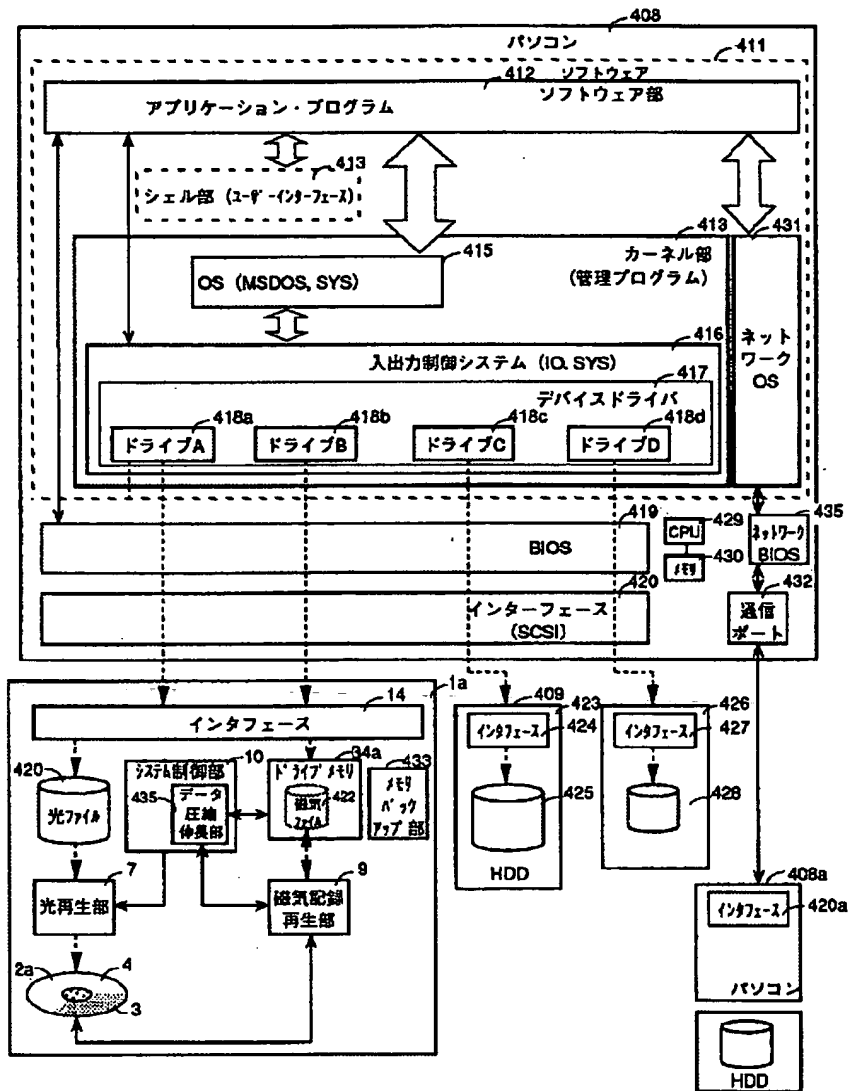 408
パソコン
411
412 ソフトウェア
ソフトウェア部
アプリケーション・プログラム
413
シェル部 (ユーザーインターフェース)
413
431
カーネル部
(管理プログラム)
415
OS (MSDOS, SYS)
ネット
ワーク
OS
416
入出力制御システム (IO. SYS)
417
デバイスドライバ
418a
418b
418c
418d
ドライブA
ドライブB
ドライブC
ドライブD
419
BIOS
429
CPU
430
メモリ
435
ネットワーク
BIOS
420
インターフェース
(SCSI)
432
通信
ポート
1a
14
インタフェース
420
光ファイル
10
システム制御部
435
データ
圧縮
伸長部
34a
ドライブメモリ
磁気
ファイル
422
433
メモリ
バック
アップ部
7
光再生部
9
磁気記録
再生部
2a
4
3
409
423
インタフェース
424
425
HDD
426
インタフェース
427
428
408a
インタフェース
420a
パソコン
HDD